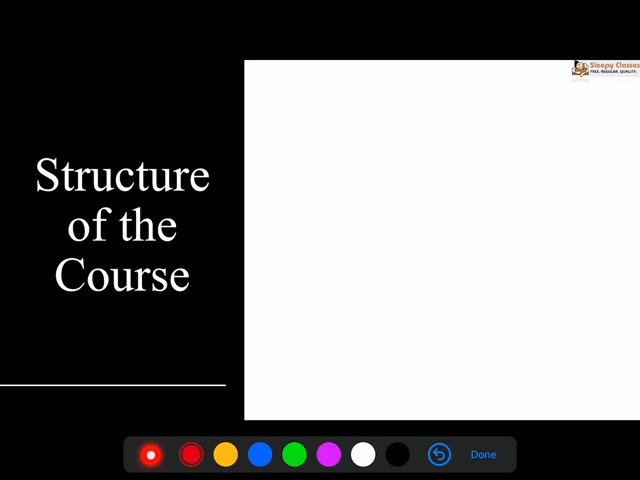 Sleepy Classes
FREE. REGULAR. QUALITY.
Structure
of the
Course
Done